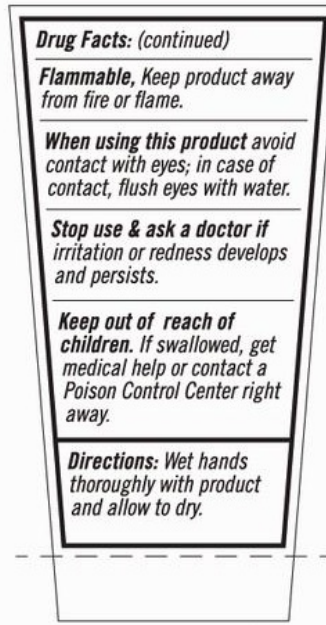 Drug Facts: (continued)
Flammable, Keep product away
from fire or flame.
When using this product avoid
contact with eyes; in case of
contact, flush eyes with water.
Stop use & ask a doctor if
irritation or redness develops
and persists.
Keep out of reach of
children. If swallowed, get
medical help or contact a
Poison Control Center right
away.
Directions: Wet hands
thoroughly with product
and allow to dry.